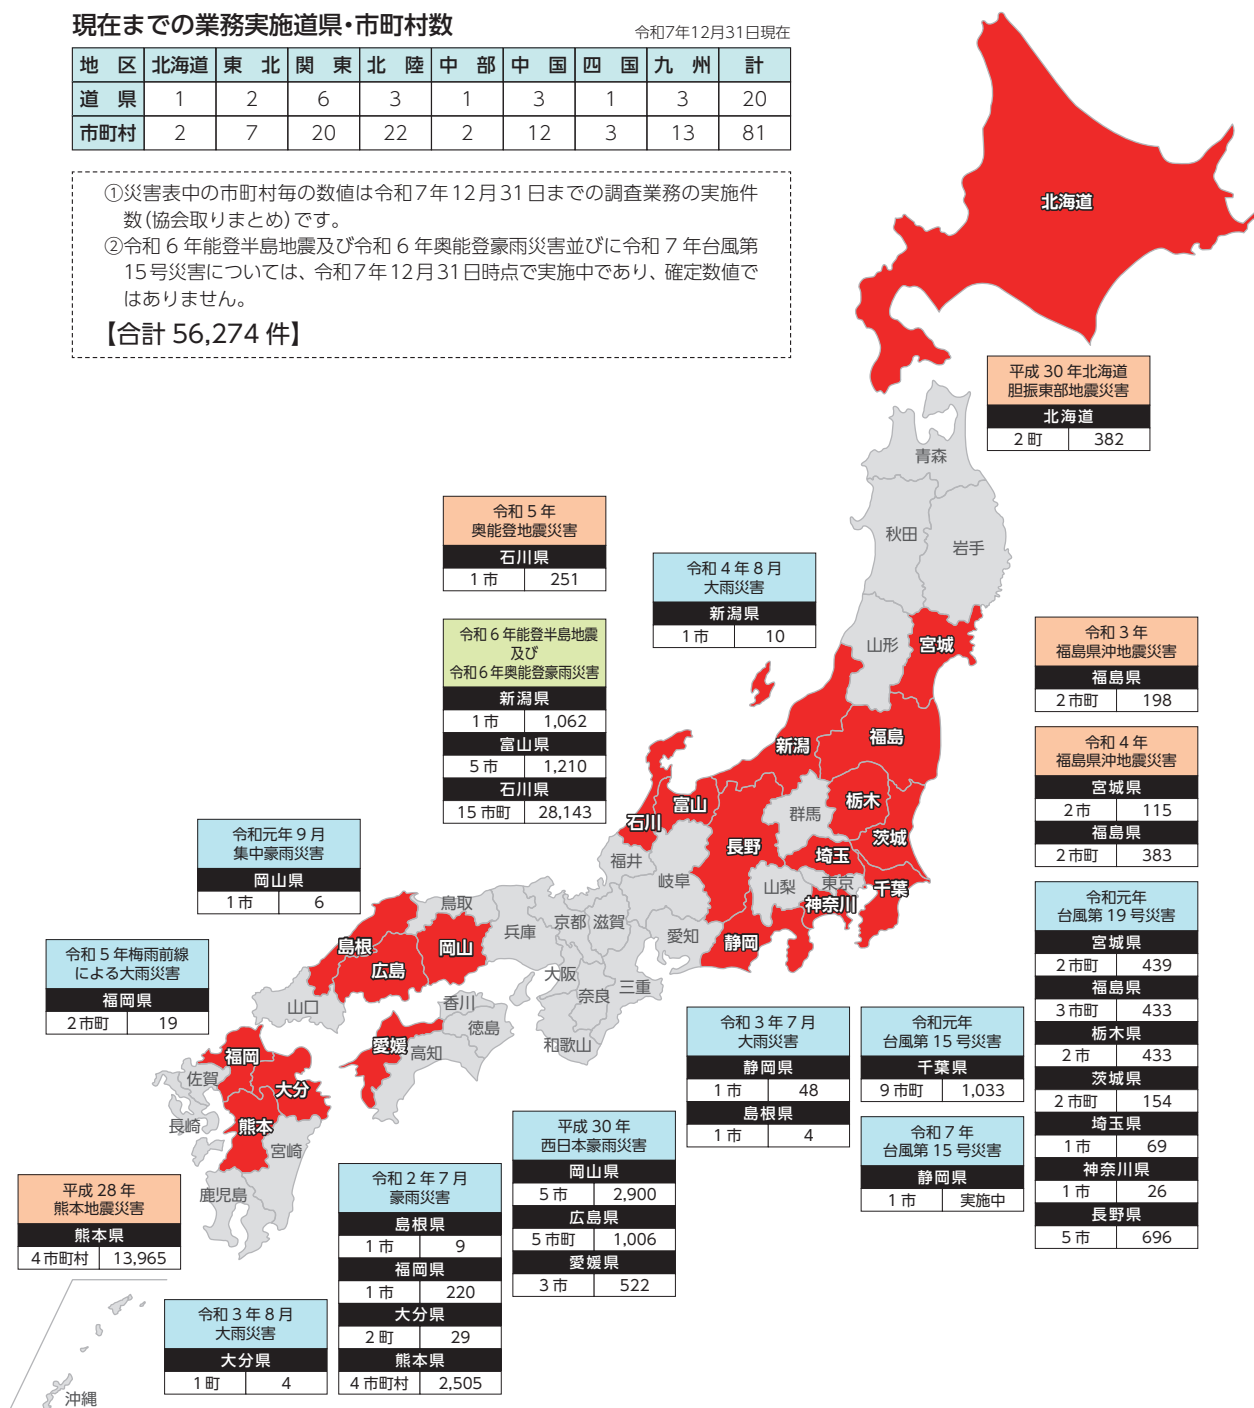 現在までの業務実施道県・市町村数
令和7年12月31日現在
地 区 北海道 東 北 関 東 北 陸 中 部 中 国 四 国 九 州 計
道 県 1 2 6 3 1 3 1 3 20
市町村 2 7 20 22 2 12 3 13 81
①災害表中の市町村毎の数値は令和7年12月31日までの調査業務の実施件
数(協会取りまとめ)です。
②令和6年能登半島地震及び令和6年奥能登豪雨災害並びに令和7年台風第
15号災害については、令和7年12月31日時点で実施中であり、確定数値で
はありません。
【合計 56,274 件】
北海道
平成 30 年北海道
胆振東部地震災害
北海道
2町 382
青森
秋田
岩手
山形
宮城
新潟
福島
栃木
群馬
茨城
埼玉
東京
千葉
神奈川
山梨
長野
静岡
富山
石川
福井
岐阜
愛知
滋賀
京都
兵庫
大阪
奈良
三重
和歌山
鳥取
島根
岡山
広島
山口
香川
徳島
愛媛
高知
福岡
佐賀
大分
長崎
熊本
宮崎
鹿児島
沖縄
令和 5 年
奥能登地震災害
石川県
1市 251
令和 6 年能登半島地震
及び
令和6年奥能登豪雨災害
新潟県
1市 1,062
富山県
5市 1,210
石川県
15市町 28,143
令和 4 年 8 月
大雨災害
新潟県
1市 10
令和 3 年
福島県沖地震災害
福島県
2市町 198
令和 4 年
福島県沖地震災害
宮城県
2市 115
福島県
2市町 383
令和元年
台風第 19 号災害
宮城県
2市町 439
福島県
3市町 433
栃木県
2市 433
茨城県
2市町 154
埼玉県
1市 69
神奈川県
1市 26
長野県
5市 696
令和元年 9 月
集中豪雨災害
岡山県
1市 6
令和 5 年梅雨前線
による大雨災害
福岡県
2市町 19
令和 3 年 7 月
大雨災害
静岡県
1市 48
島根県
1市 4
令和元年
台風第 15 号災害
千葉県
9市町 1,033
令和 7 年
台風第 15 号災害
静岡県
1市 実施中
平成 30 年
西日本豪雨災害
岡山県
5市 2,900
広島県
5市町 1,006
愛媛県
3市 522
令和 2 年 7 月
豪雨災害
島根県
1市 9
福岡県
1市 220
大分県
2町 29
熊本県
4市町村 2,505
平成 28 年
熊本地震災害
熊本県
4市町村 13,965
令和 3 年 8 月
大雨災害
大分県
1町 4